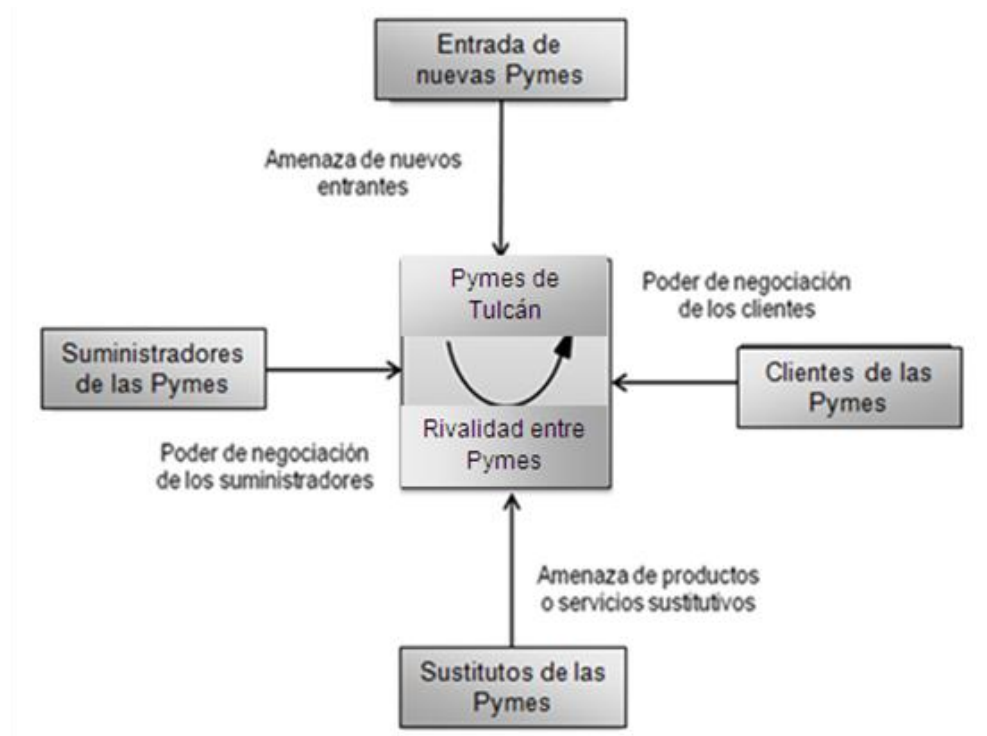 Entrada de
nuevas Pymes
Amenaza de nuevos
entrantes
Pymes de
Tulcán
Poder de negociación
de los clientes
Suministradores
de las Pymes
Clientes de las
Pymes
Rivalidad entre
Pymes
Poder de negociación
de los suministradores
Amenaza de productos
o servicios sustitutivos
Sustitutos de las
Pymes